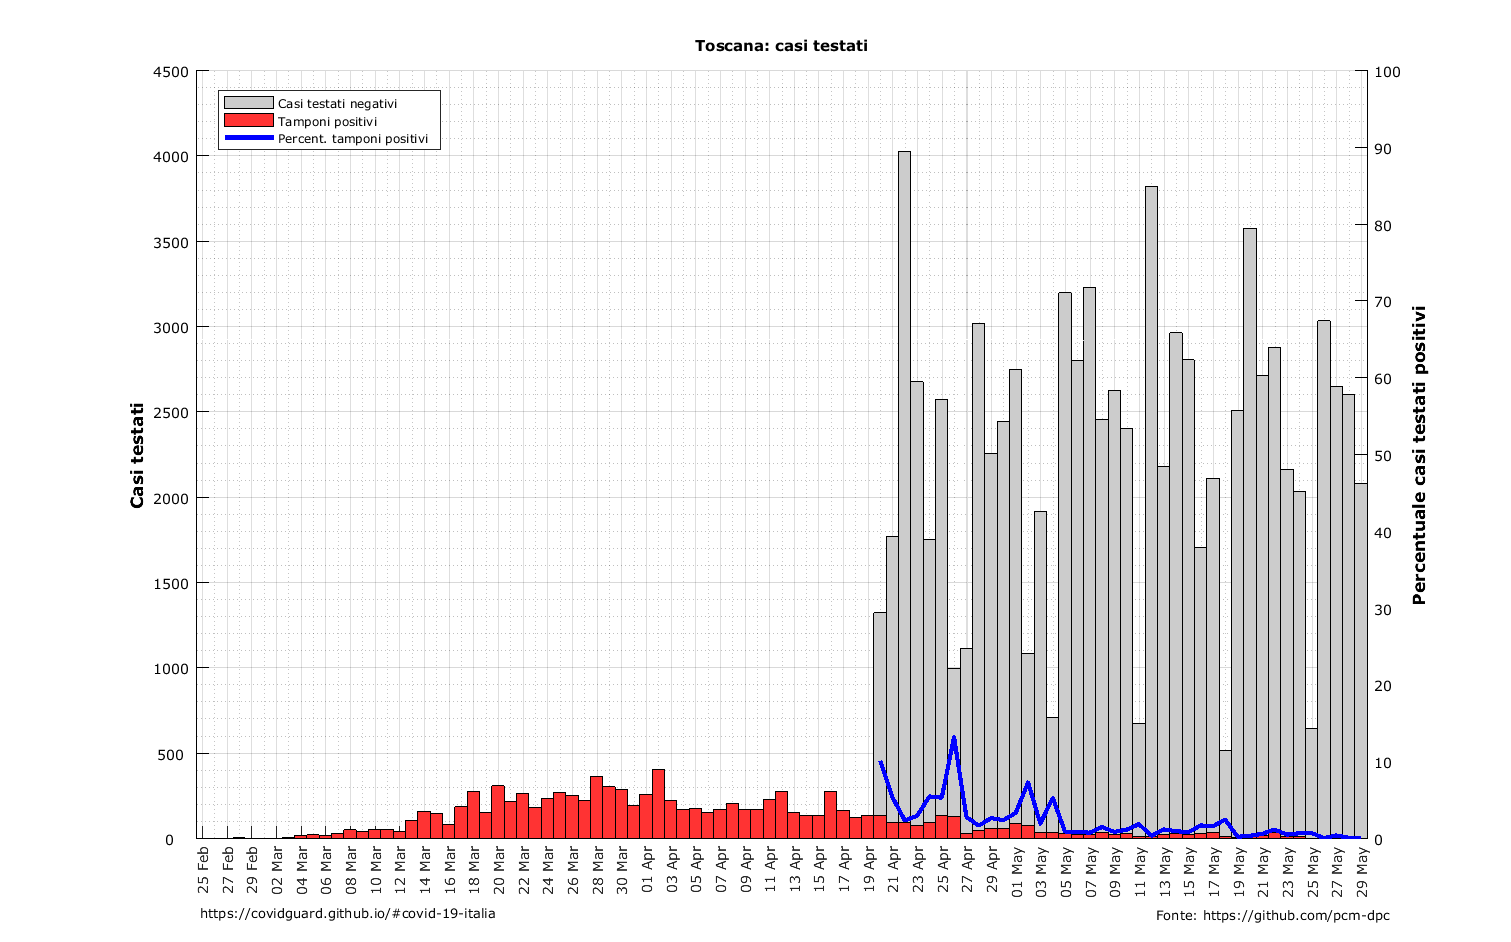 Toscana: casi testati
Casi testati negativi
Tamponi positivi
Percent. tamponi positivi
Casi testati
4500
4000
3500
3000
2500
2000
1500
1000
500
0
Percentuale casi testati positivi
100
90
80
70
60
50
40
30
20
10
0
25 Feb
27 Feb
29 Feb
02 Mar
04 Mar
06 Mar
08 Mar
10 Mar
12 Mar
14 Mar
16 Mar
18 Mar
20 Mar
22 Mar
24 Mar
26 Mar
28 Mar
30 Mar
01 Apr
03 Apr
05 Apr
07 Apr
09 Apr
11 Apr
13 Apr
15 Apr
17 Apr
19 Apr
21 Apr
23 Apr
25 Apr
27 Apr
29 Apr
01 May
03 May
05 May
07 May
09 May
11 May
13 May
15 May
17 May
19 May
21 May
23 May
25 May
27 May
29 May
https://covidguard.github.io/#covid-19-italia
Fonte: https://github.com/pcm-dpc